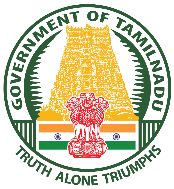 GOVERNMENT OF TAMILNADU
TRUTH ALONE TRIUMPHS